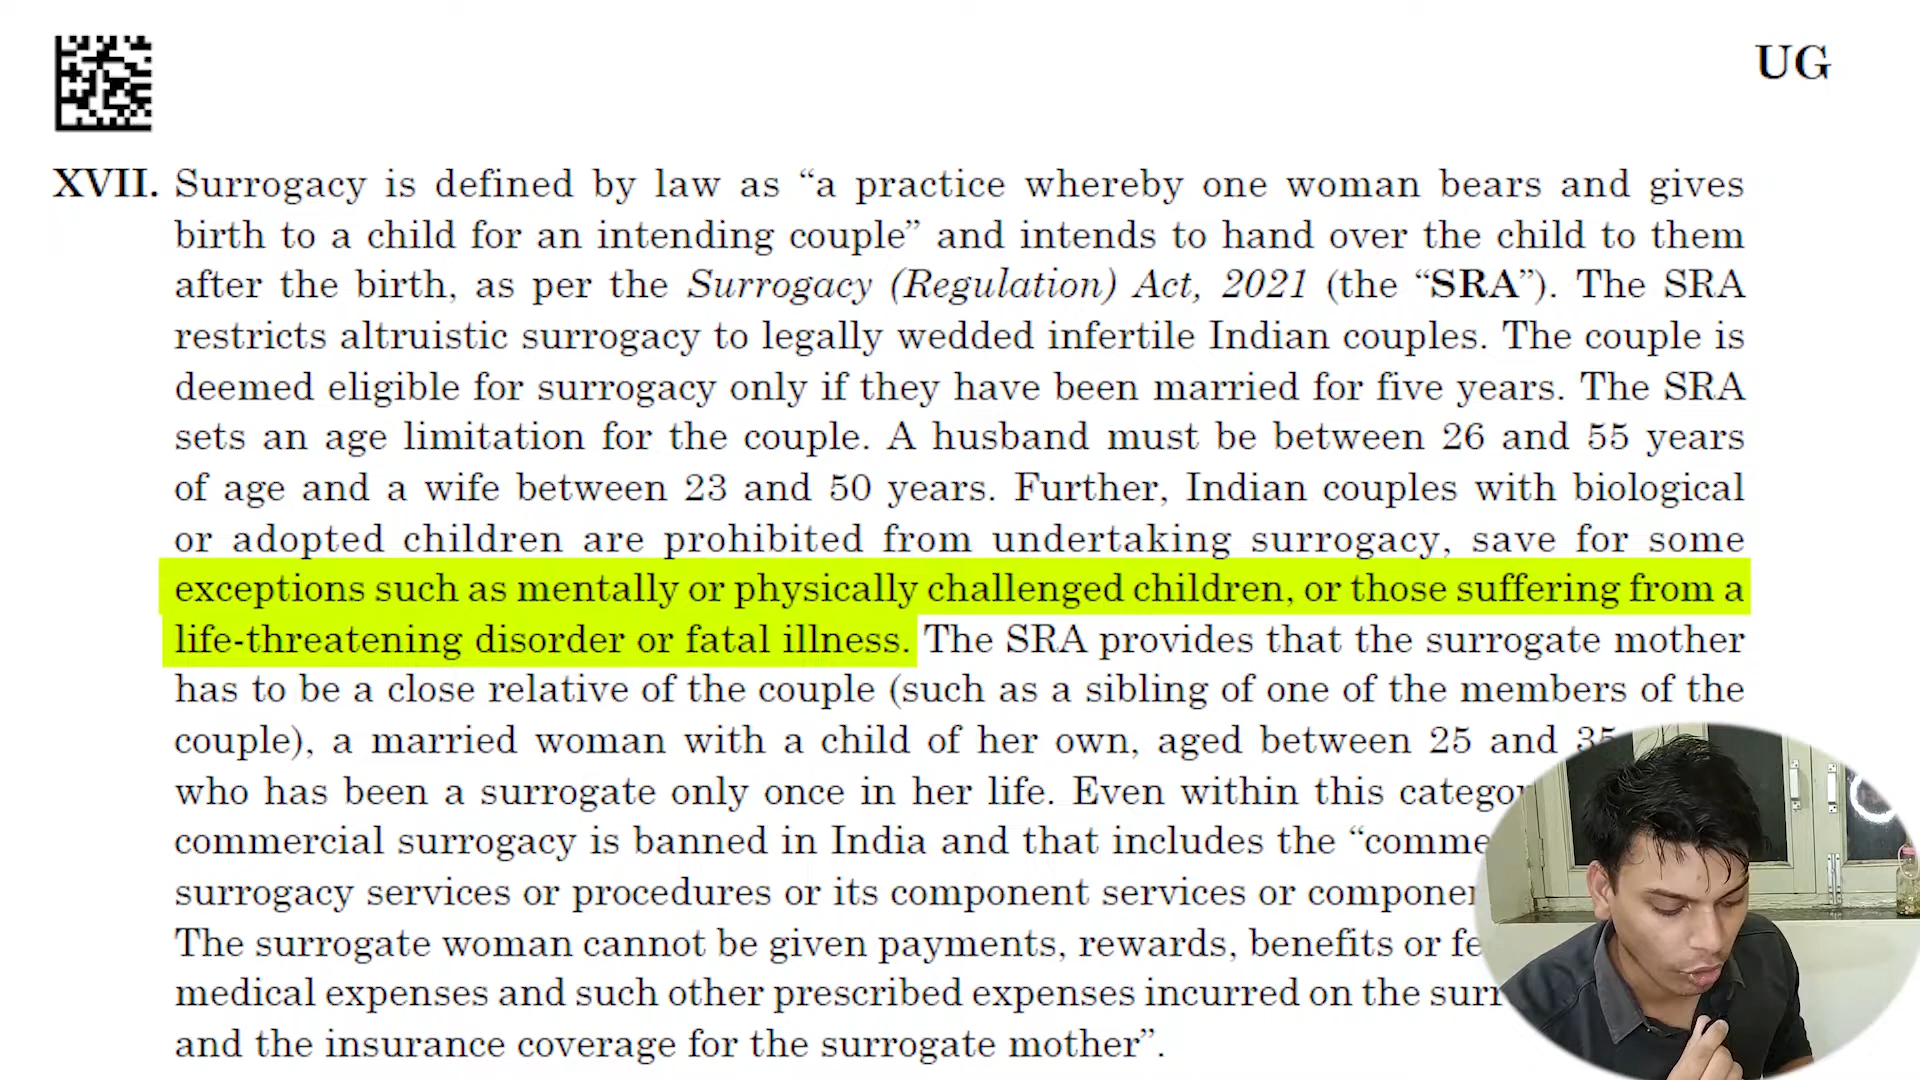 UG
XVII. Surrogacy is defined by law as “a practice whereby one woman bears and gives
birth to a child for an intending couple” and intends to hand over the child to them
after the birth, as per the Surrogacy (Regulation) Act, 2021 (the “SRA”). The SRA
restricts altruistic surrogacy to legally wedded infertile Indian couples. The couple is
deemed eligible for surrogacy only if they have been married for five years. The SRA
sets an age limitation for the couple. A husband must be between 26 and 55 years
of age and a wife between 23 and 50 years. Further, Indian couples with biological
or adopted children are prohibited from undertaking surrogacy, save for some
exceptions such as mentally or physically challenged children, or those suffering from a
life-threatening disorder or fatal illness. The SRA provides that the surrogate mother
has to be a close relative of the couple (such as a sibling of one of the members of the
couple), a married woman with a child of her own, aged between 25 and 35
who has been a surrogate only once in her life. Even within this
commercial surrogacy is banned in India and that includes the
surrogacy services or procedures or its component services or
The surrogate woman cannot be given payments, rewards, benefits or
medical expenses and such other prescribed expenses incurred on the
and the insurance coverage for the surrogate mother”.